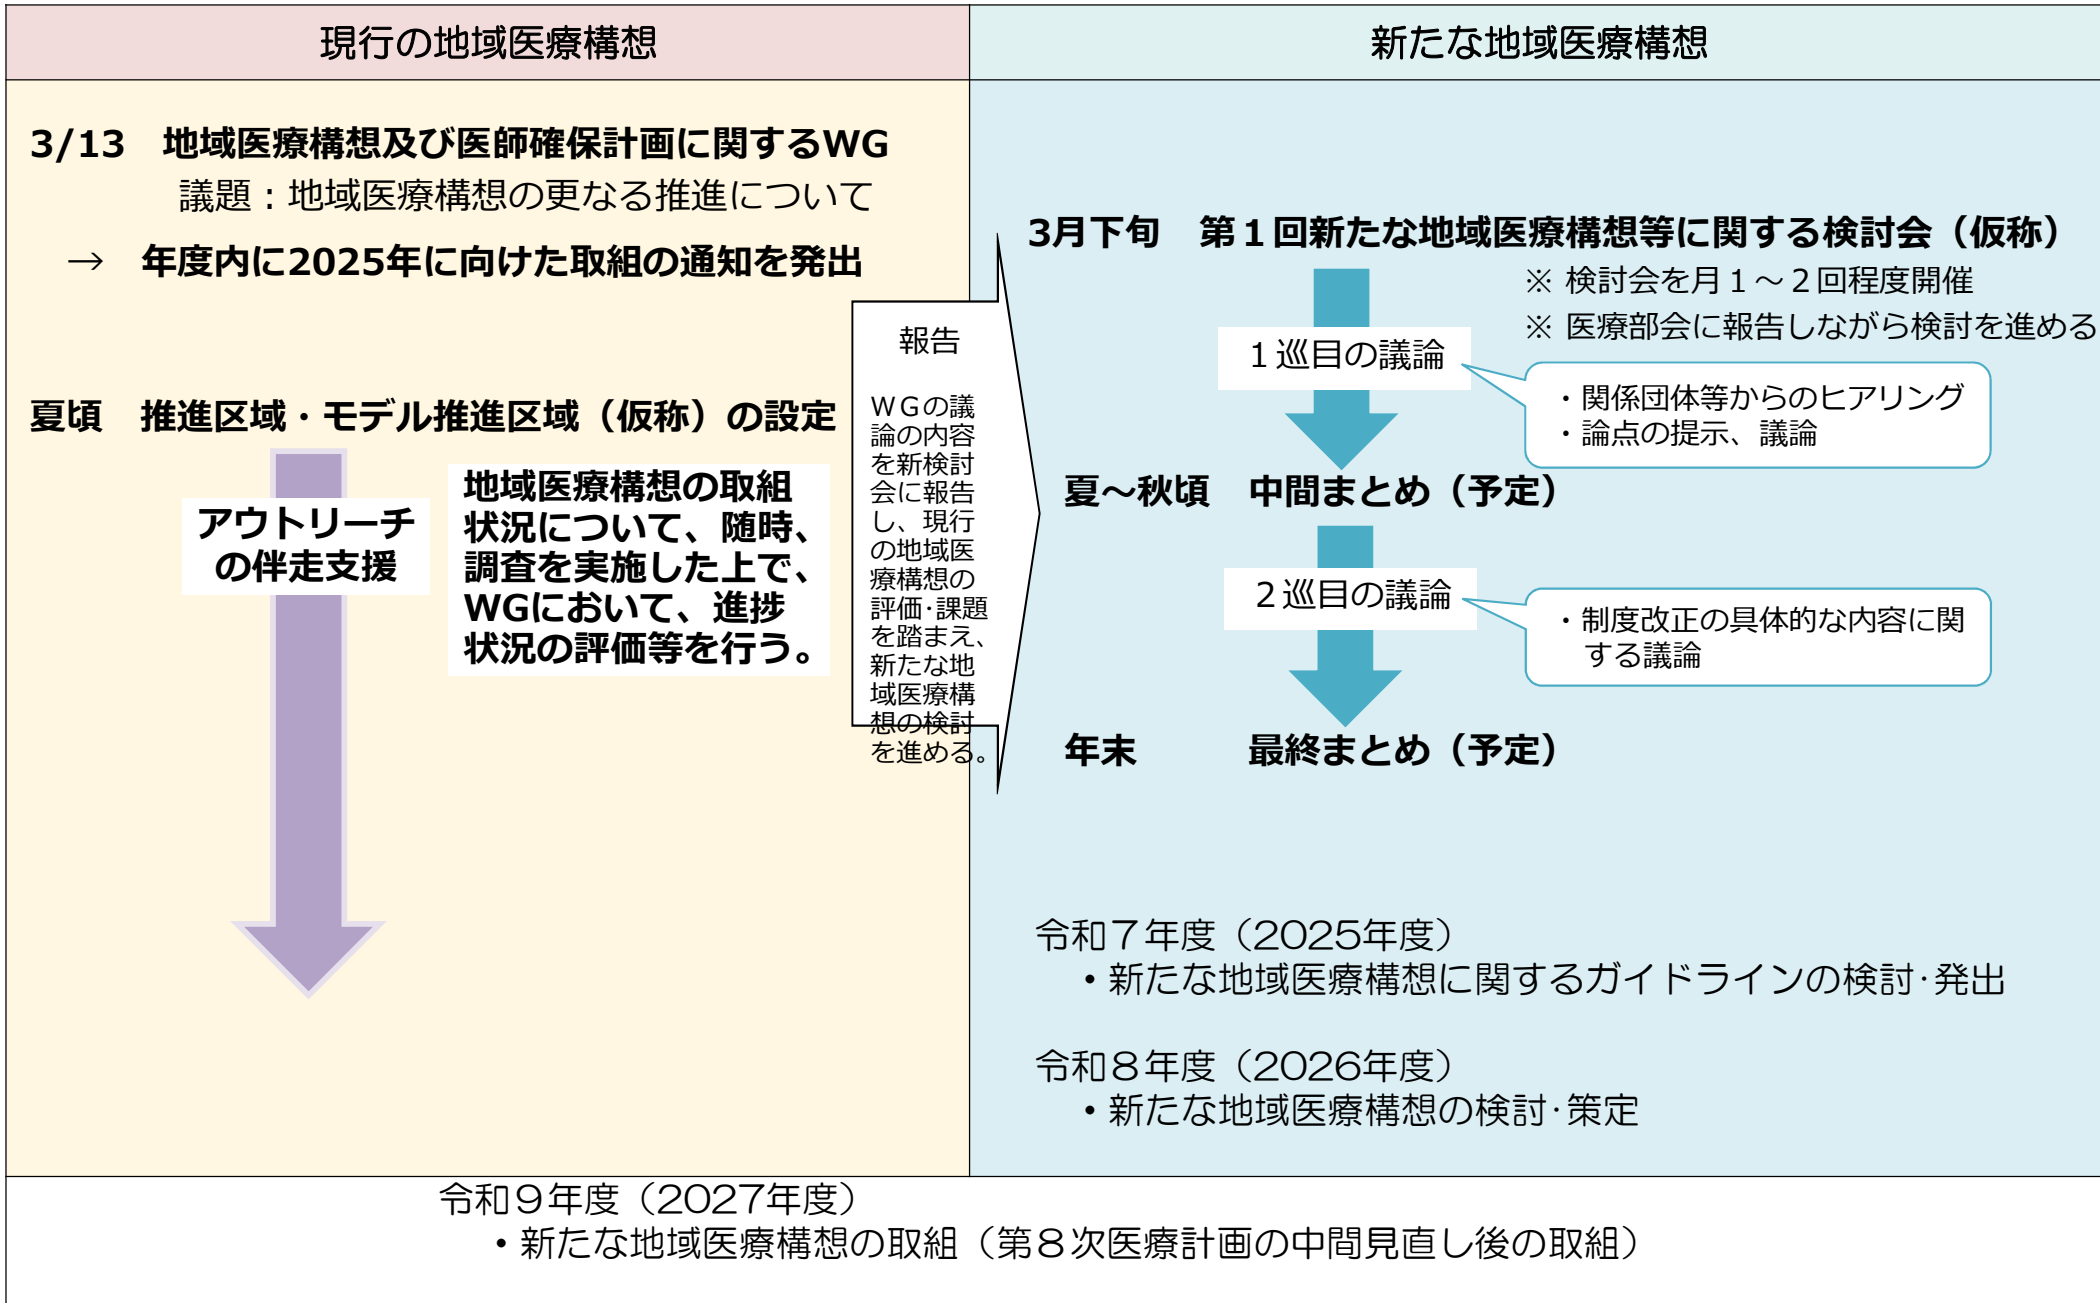 現行の地域医療構想
新たな地域医療構想
3/13　地域医療構想及び医師確保計画に関するWG
議題：地域医療構想の更なる推進について
→　年度内に2025年に向けた取組の通知を発出
夏頃　推進区域・モデル推進区域（仮称）の設定
アウトリーチ
の伴走支援
地域医療構想の取組
状況について、随時、
調査を実施した上で、
WGにおいて、進捗
状況の評価等を行う。
報告
ＷＧの議
論の内容
を新検討
会に報告
し、現行
の地域医
療構想の
評価･課題
を踏まえ、
新たな地
域医療構
想の検討
を進める。
3月下旬　第１回新たな地域医療構想等に関する検討会（仮称）
※ 検討会を月１～２回程度開催
※ 医療部会に報告しながら検討を進める
１巡目の議論
・関係団体等からのヒアリング
・論点の提示、議論
夏～秋頃　中間まとめ（予定）
２巡目の議論
・制度改正の具体的な内容に関
する議論
年末　　　最終まとめ（予定）
令和７年度（2025年度）
・新たな地域医療構想に関するガイドラインの検討･発出
令和８年度（2026年度）
・新たな地域医療構想の検討･策定
令和９年度（2027年度）
・新たな地域医療構想の取組（第８次医療計画の中間見直し後の取組）